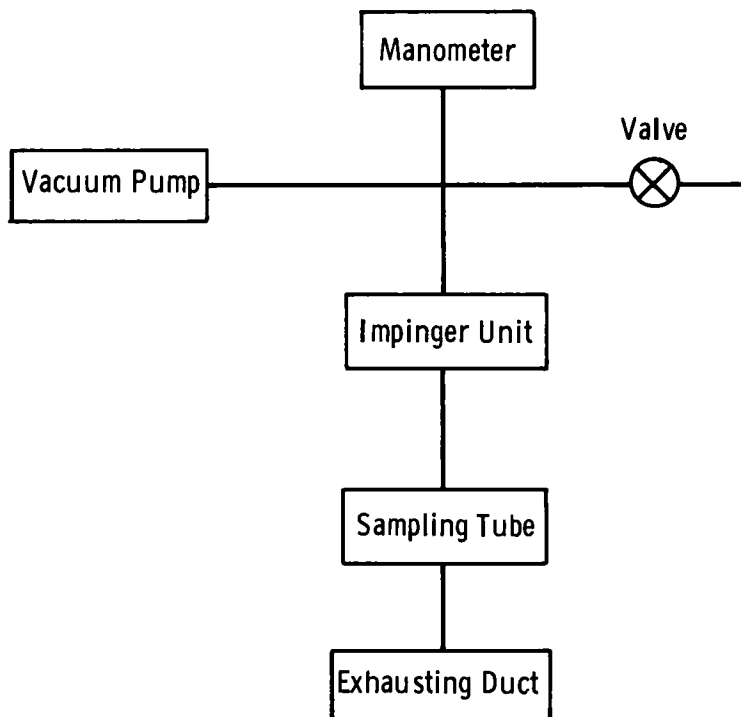 Manometer
Valve
Vacuum Pump
Impinger Unit
Sampling Tube
Exhausting Duct